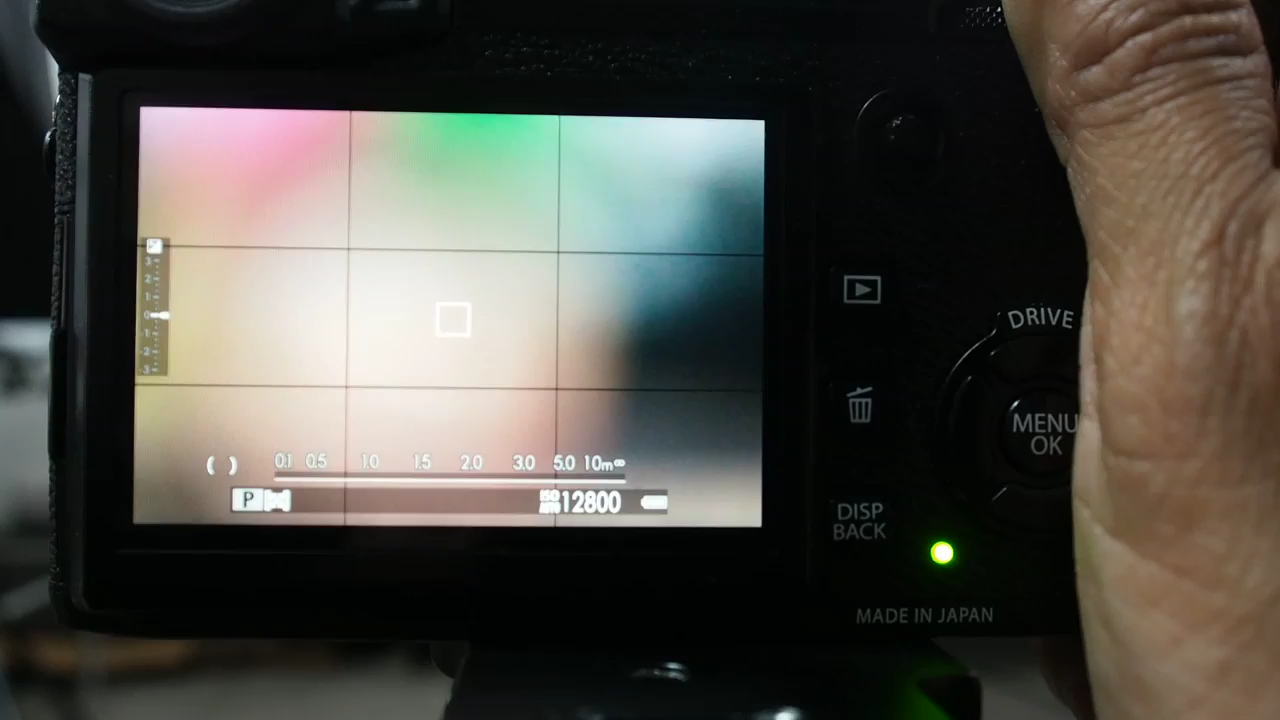 3
2
1
0
-1
-2
-3
0.1 0.5 1.0 1.5 2.0 3.0 5.0 10m∞
P
ISO AUTO 12800
DRIVE
MENU
OK
DISP
BACK
MADE IN JAPAN